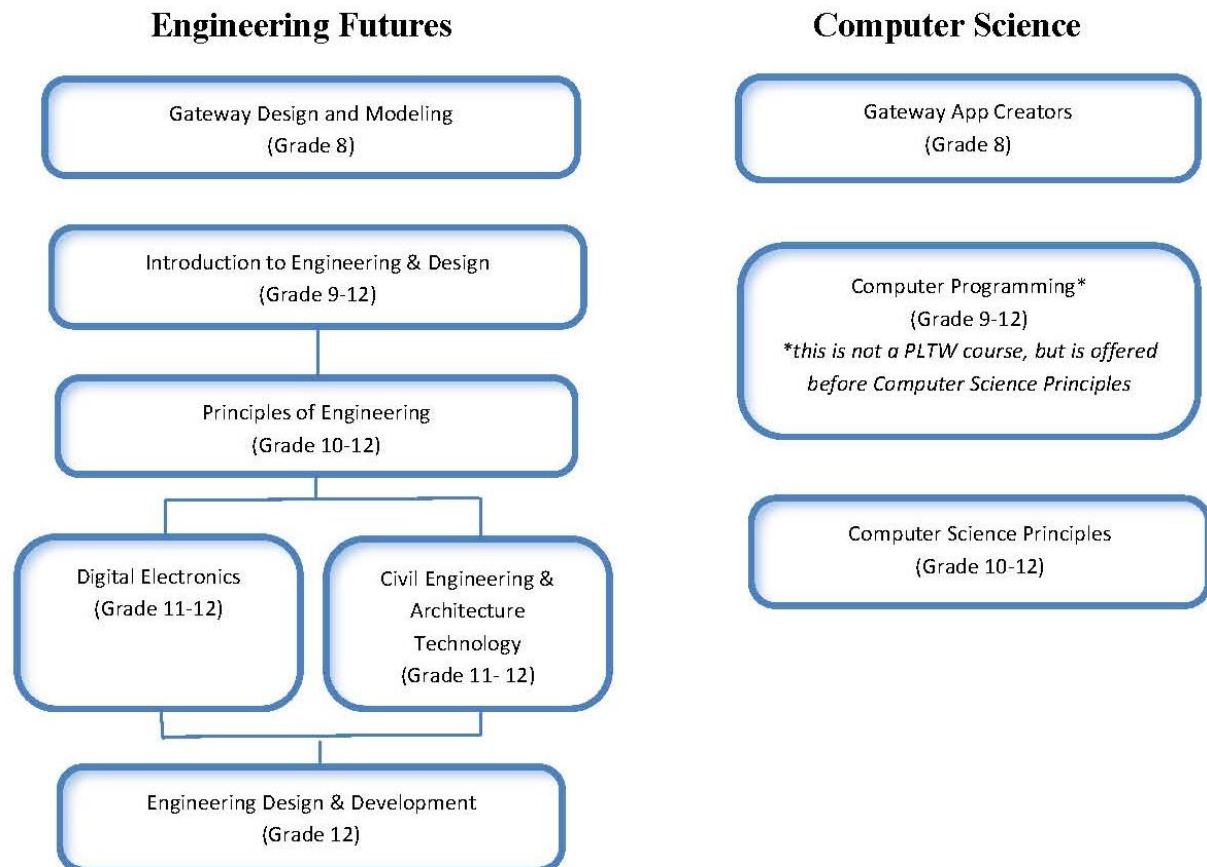 Engineering Futures
Gateway Design and Modeling
(Grade 8)
Introduction to Engineering & Design
(Grade 9-12)
Principles of Engineering
(Grade 10-12)
Digital Electronics
(Grade 11-12)
Civil Engineering &
Architecture
Technology
(Grade 11- 12)
Engineering Design & Development
(Grade 12)
Computer Science
Gateway App Creators
(Grade 8)
Computer Programming*
(Grade 9-12)
*this is not a PLTW course, but is offered
before Computer Science Principles
Computer Science Principles
(Grade 10-12)